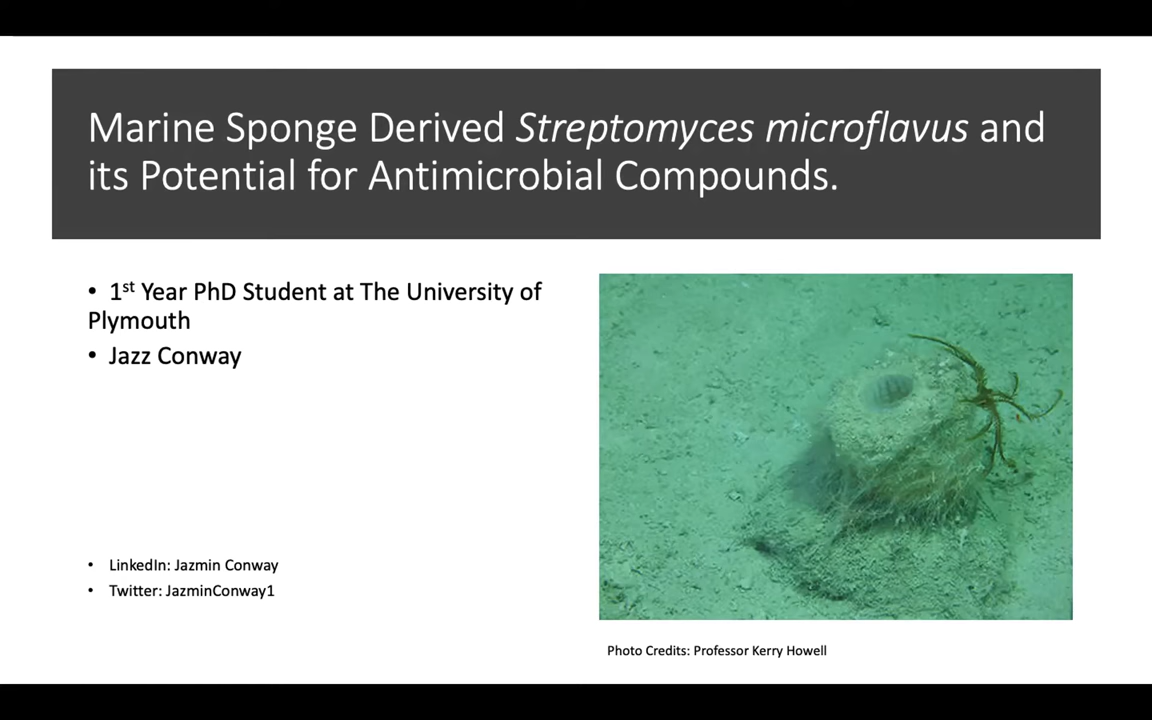 Marine Sponge Derived Streptomyces microflavus and
its Potential for Antimicrobial Compounds.
• 1st Year PhD Student at The University of
Plymouth
• Jazz Conway
• LinkedIn: Jazmin Conway
• Twitter: JazminConway1
Photo Credits: Professor Kerry Howell